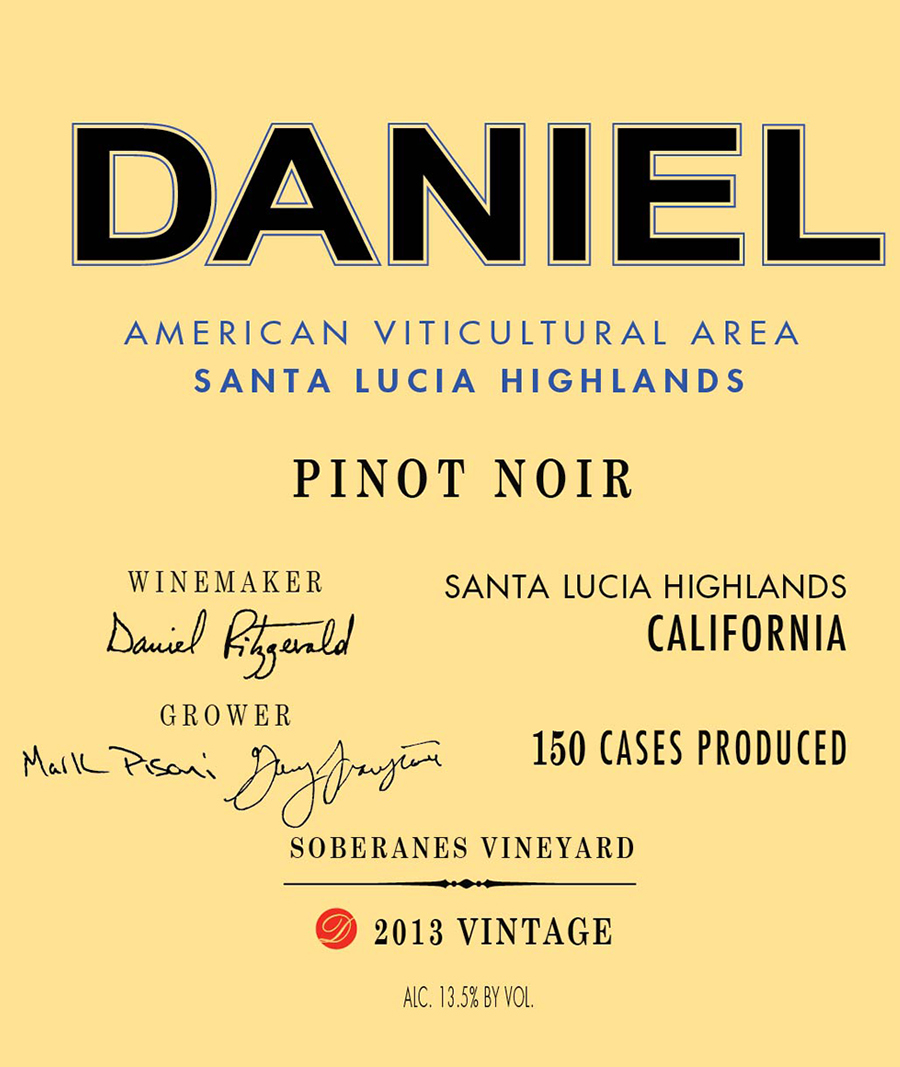 DANIEL
AMERICAN VITICULTURAL AREA
SANTA LUCIA HIGHLANDS
PINOT NOIR
WINEMAKER
Daniel Fitzgerald
GROWER
Mark Pisoni
SANTA LUCIA HIGHLANDS
CALIFORNIA
150 CASES PRODUCED
SOBERANES VINEYARD
D
2013 VINTAGE
ALC. 13.5% BY VOL.